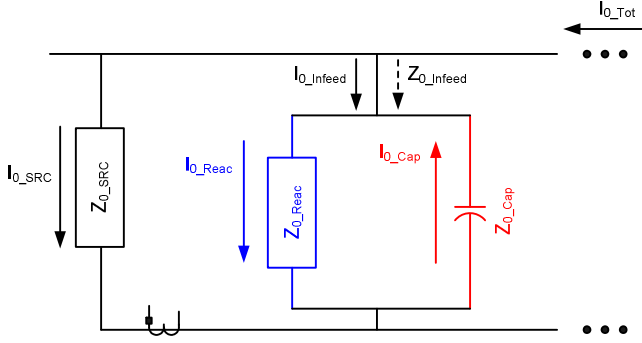 I0_Tot
I0_Infeed
Z0_Infeed
I0_SRC
Z0_SRC
I0_Reac
Z0_Reac
I0_Cap
Z0_Cap